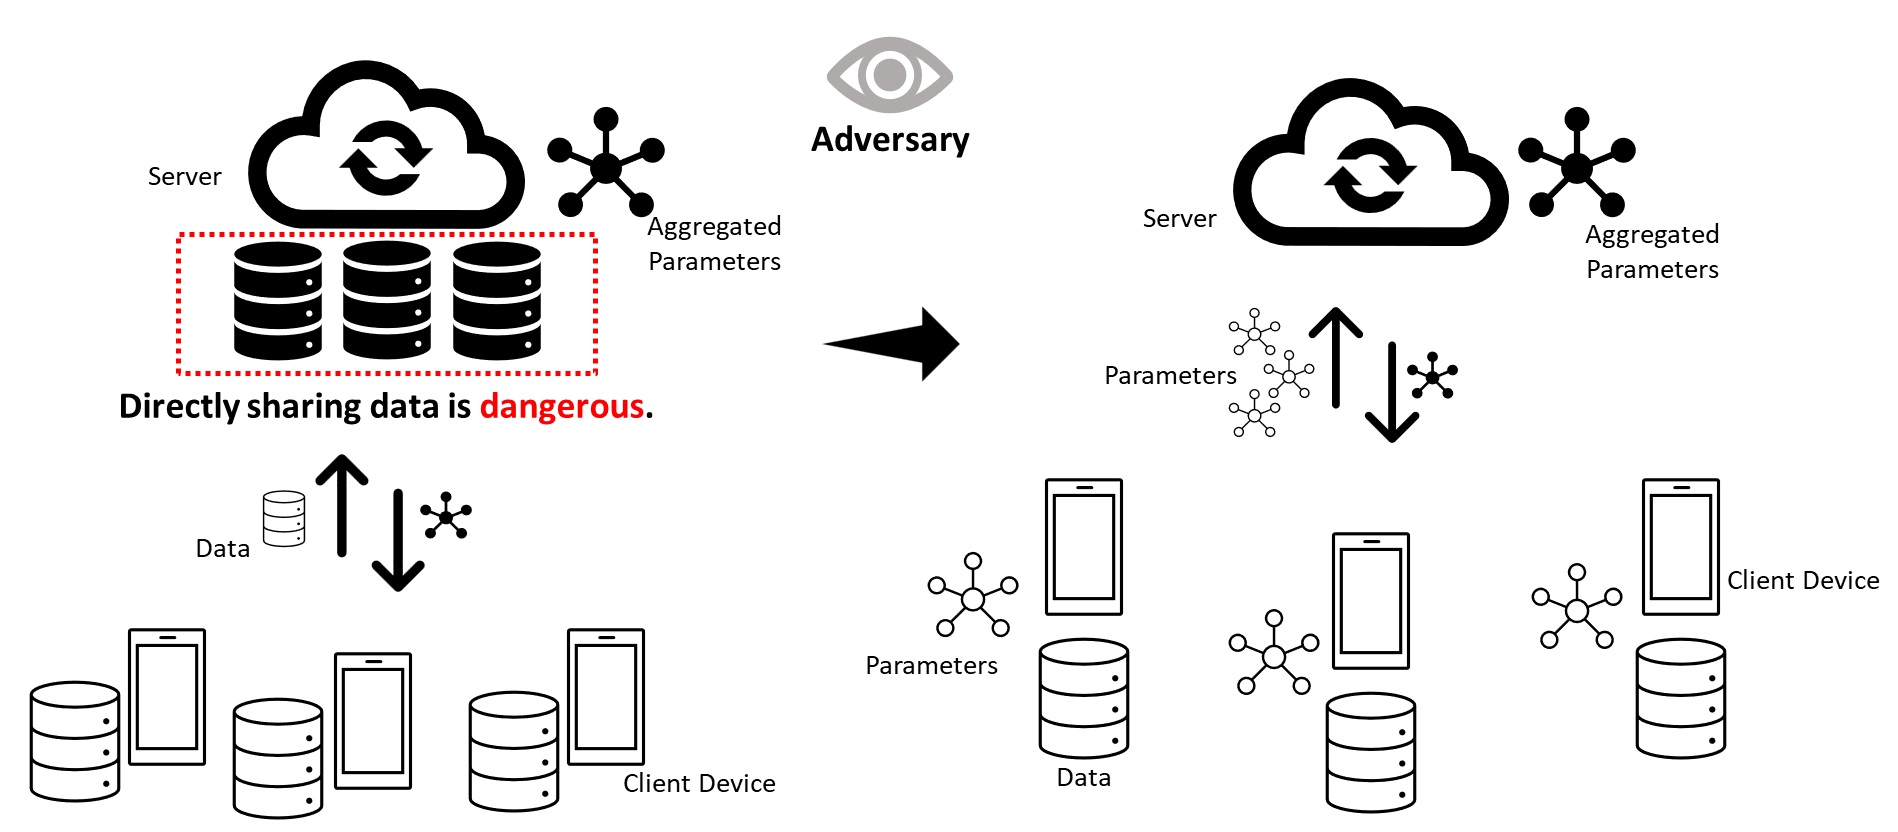 Adversary
Server
Aggregated
Parameters
Directly sharing data is dangerous.
Data
Client Device
Server
Aggregated
Parameters
Parameters
Client Device
Parameters
Data